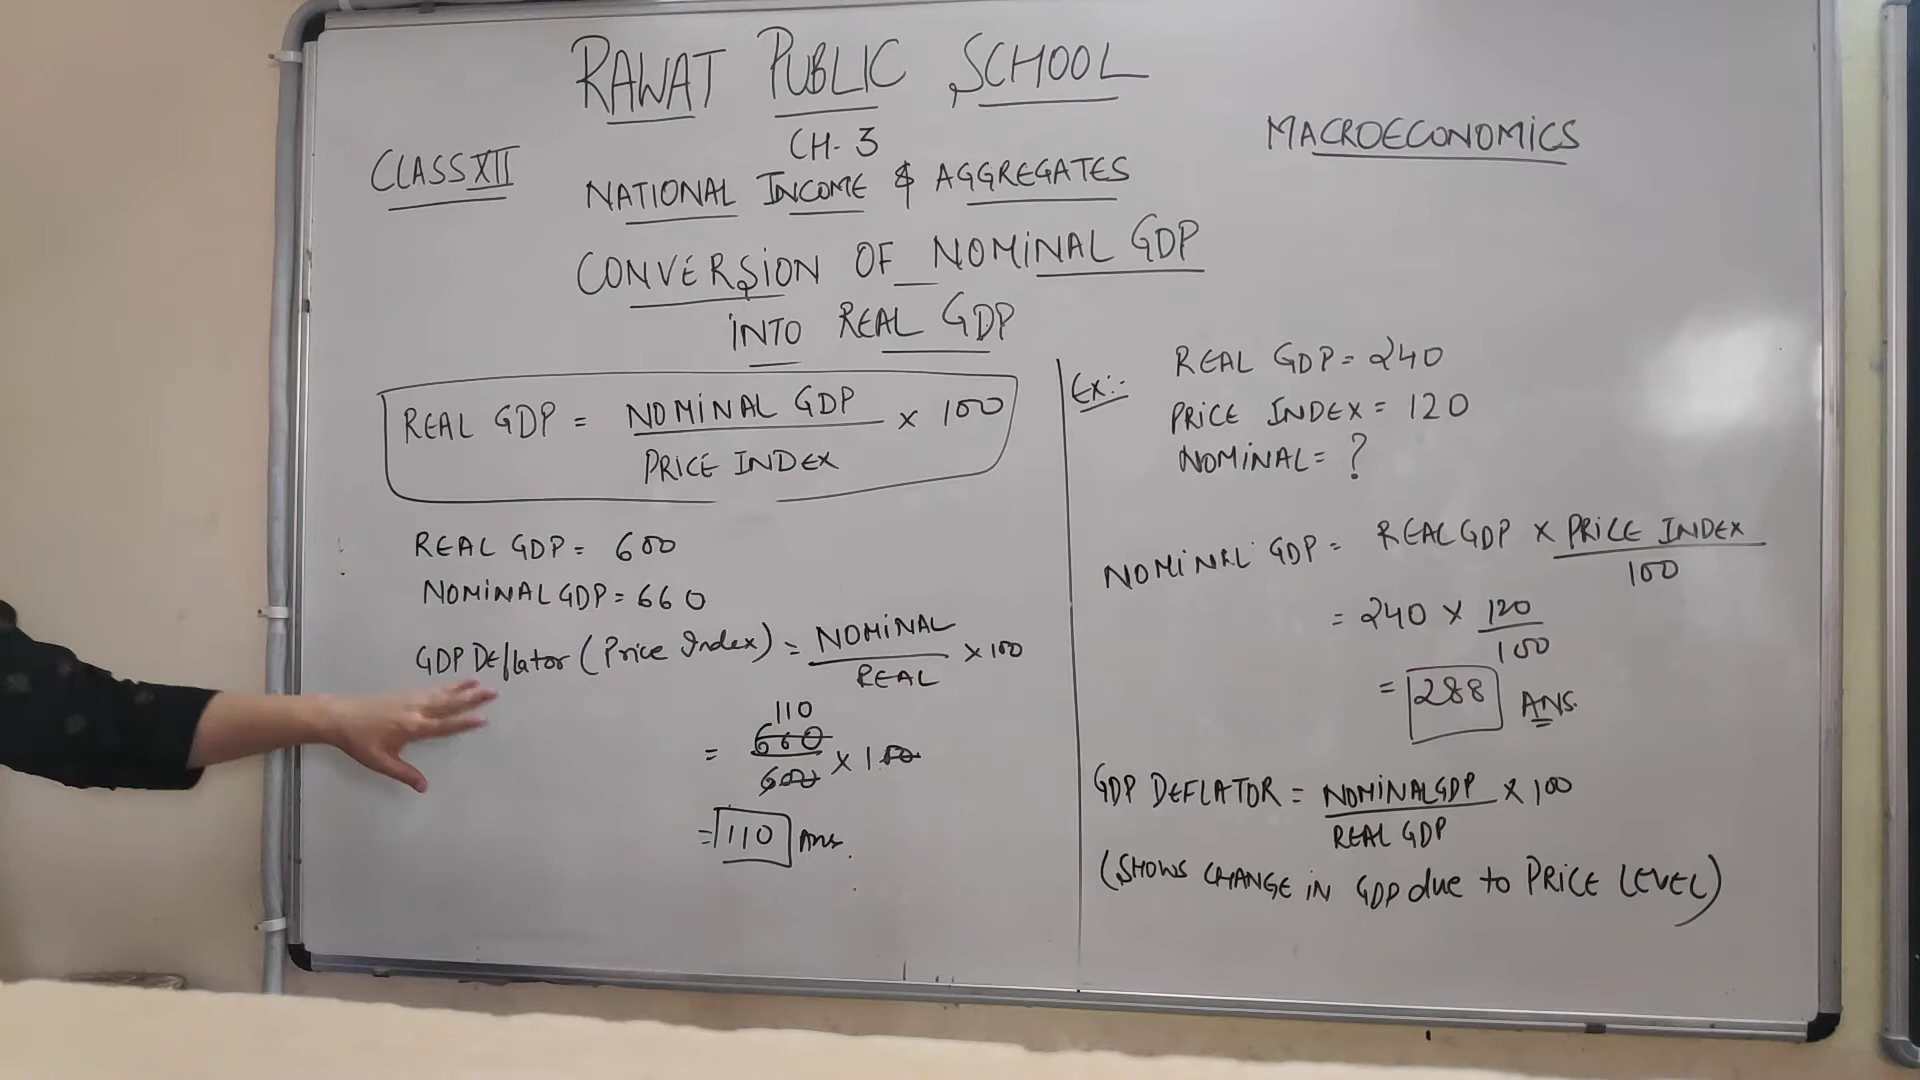 RAWAT PUBLIC SCHOOL
CH-3
CLASS XII
MACROECONOMICS
NATIONAL INCOME & AGGREGATES
CONVERSION OF NOMINAL GDP
INTO REAL GDP
REAL GDP = NOMINAL GDP / PRICE INDEX × 100
REAL GDP = 600
NOMINAL GDP = 660
GDP Deflator (Price Index) = NOMINAL / REAL × 100
110
= 660 / 600 × 100
= 110 Ans.
Ex:-
REAL GDP = 240
PRICE INDEX = 120
NOMINAL = ?
NOMINAL GDP = REAL GDP × PRICE INDEX / 100
= 240 × 120 / 100
= 288 ANS.
GDP DEFLATOR = NOMINAL GDP / REAL GDP × 100
(SHOWS CHANGE IN GDP due to PRICE LEVEL)